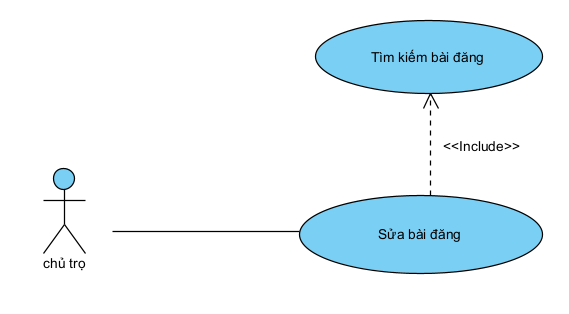 Tìm kiếm bài đăng
<<Include>>
Sửa bài đăng
chủ trọ